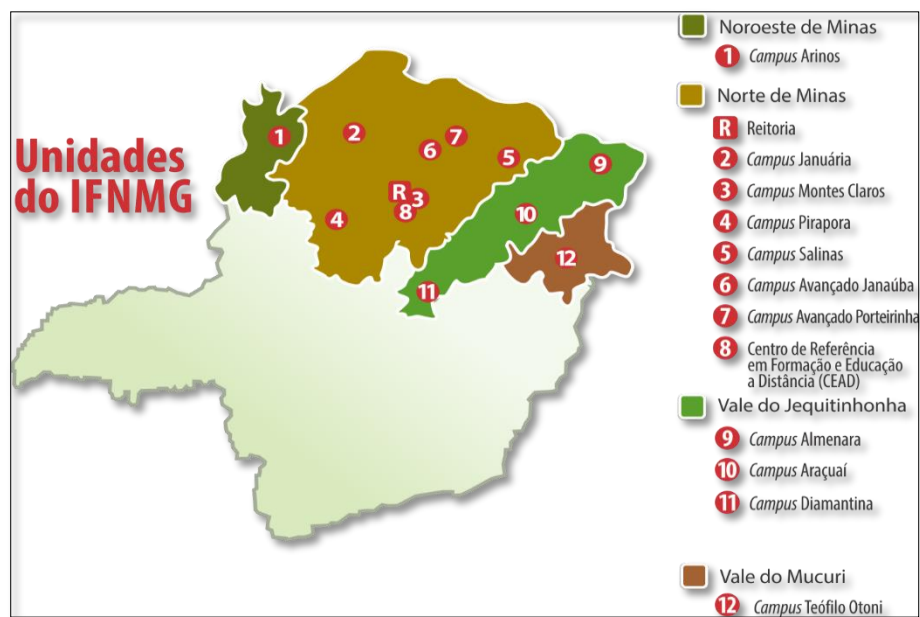 Unidades
do IFNMG
1
2
6
7
5
R
3
8
4
9
10
11
12
Noroeste de Minas
1 Campus Arinos
Norte de Minas
R Reitoria
2 Campus Januária
3 Campus Montes Claros
4 Campus Pirapora
5 Campus Salinas
6 Campus Avançado Janaúba
7 Campus Avançado Porteirinha
8 Centro de Referência
em Formação e Educação
a Distância (CEAD)
Vale do Jequitinhonha
9 Campus Almenara
10 Campus Araçuaí
11 Campus Diamantina
Vale do Mucuri
12 Campus Teófilo Otoni